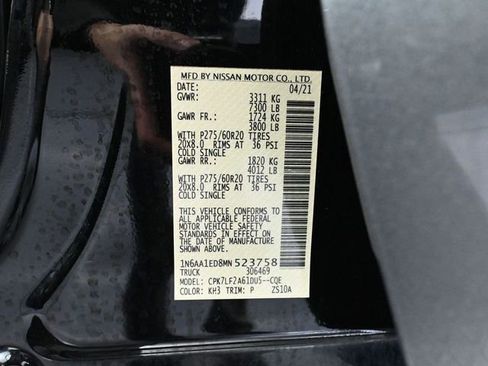 MFD BY NISSAN MOTOR CO., LTD.
DATE: 04/21
GVWR: 3311 KG
7300 LB
GAWR FR.: 1724 KG
3800 LB
WITH P275/60R20 TIRES
20X8.0 RIMS AT 36 PSI
COLD SINGLE
GAWR RR.: 1820 KG
4012 LB
WITH P275/60R20 TIRES
20X8.0 RIMS AT 36 PSI
COLD SINGLE
THIS VEHICLE CONFORMS TO
ALL APPLICABLE FEDERAL
MOTOR VEHICLE SAFETY
STANDARDS IN EFFECT ON
THE DATE OF MFR. SHOWN
ABOVE.
1N6AA1ED8MN523758
TRUCK 306469
MODEL: CPK7LF2A61DU5--CQE
COLOR: KH3 TRIM: P ZS10A